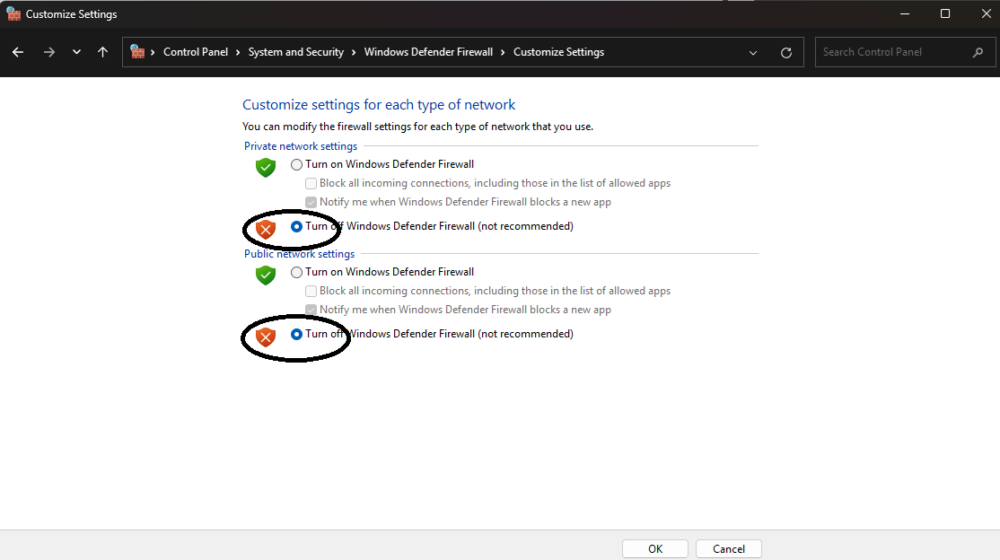 Customize Settings
Control Panel > System and Security > Windows Defender Firewall > Customize Settings
Search Control Panel
Customize settings for each type of network
You can modify the firewall settings for each type of network that you use.
Private network settings
Turn on Windows Defender Firewall
Block all incoming connections, including those in the list of allowed apps
Notify me when Windows Defender Firewall blocks a new app
Turn off Windows Defender Firewall (not recommended)
Public network settings
Turn on Windows Defender Firewall
Block all incoming connections, including those in the list of allowed apps
Notify me when Windows Defender Firewall blocks a new app
Turn off Windows Defender Firewall (not recommended)
OK Cancel